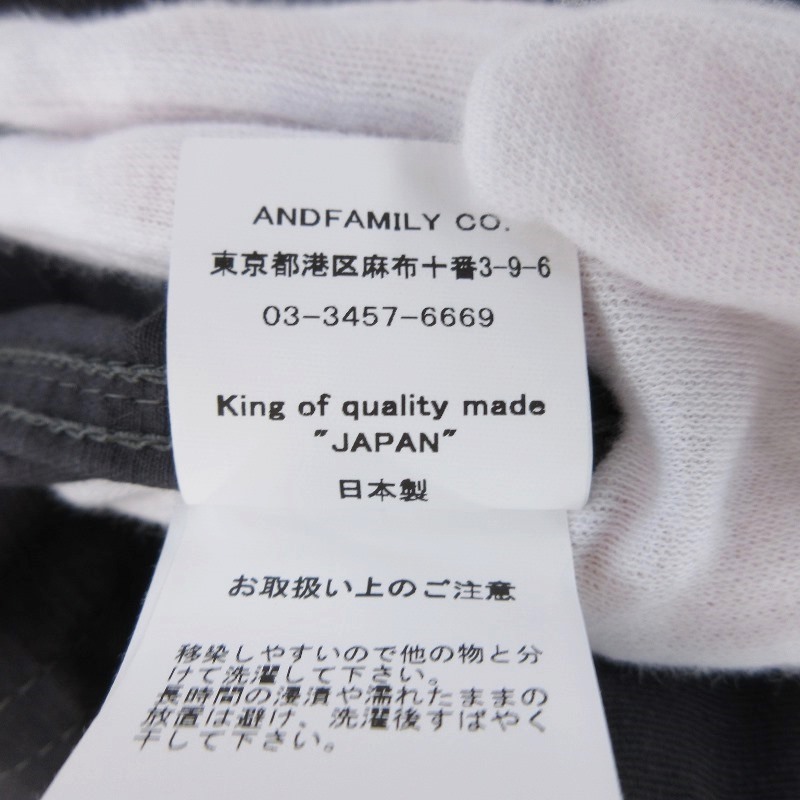 ANDFAMILY CO.
東京都港区麻布十番3-9-6
03-3457-6669
King of quality made
"JAPAN"
日本製
お取扱い上のご注意
移染しやすいので他の物と分
けて洗濯して下さい。
長時間の浸漬や濡れたままの
放置は避け、洗濯後すばやく
干して下さい。